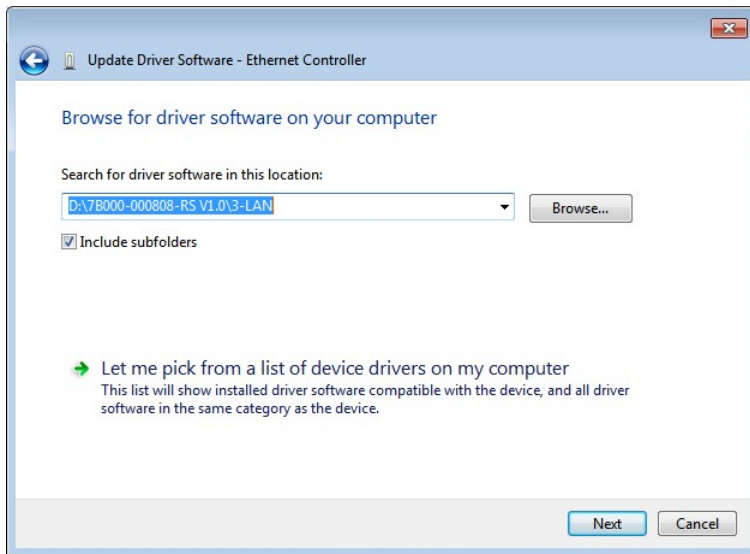 Update Driver Software - Ethernet Controller
Browse for driver software on your computer
Search for driver software in this location:
D:\7B000-000808-RS V1.0\3-LAN
Browse...
Include subfolders
Let me pick from a list of device drivers on my computer
This list will show installed driver software compatible with the device, and all driver
software in the same category as the device.
Next
Cancel